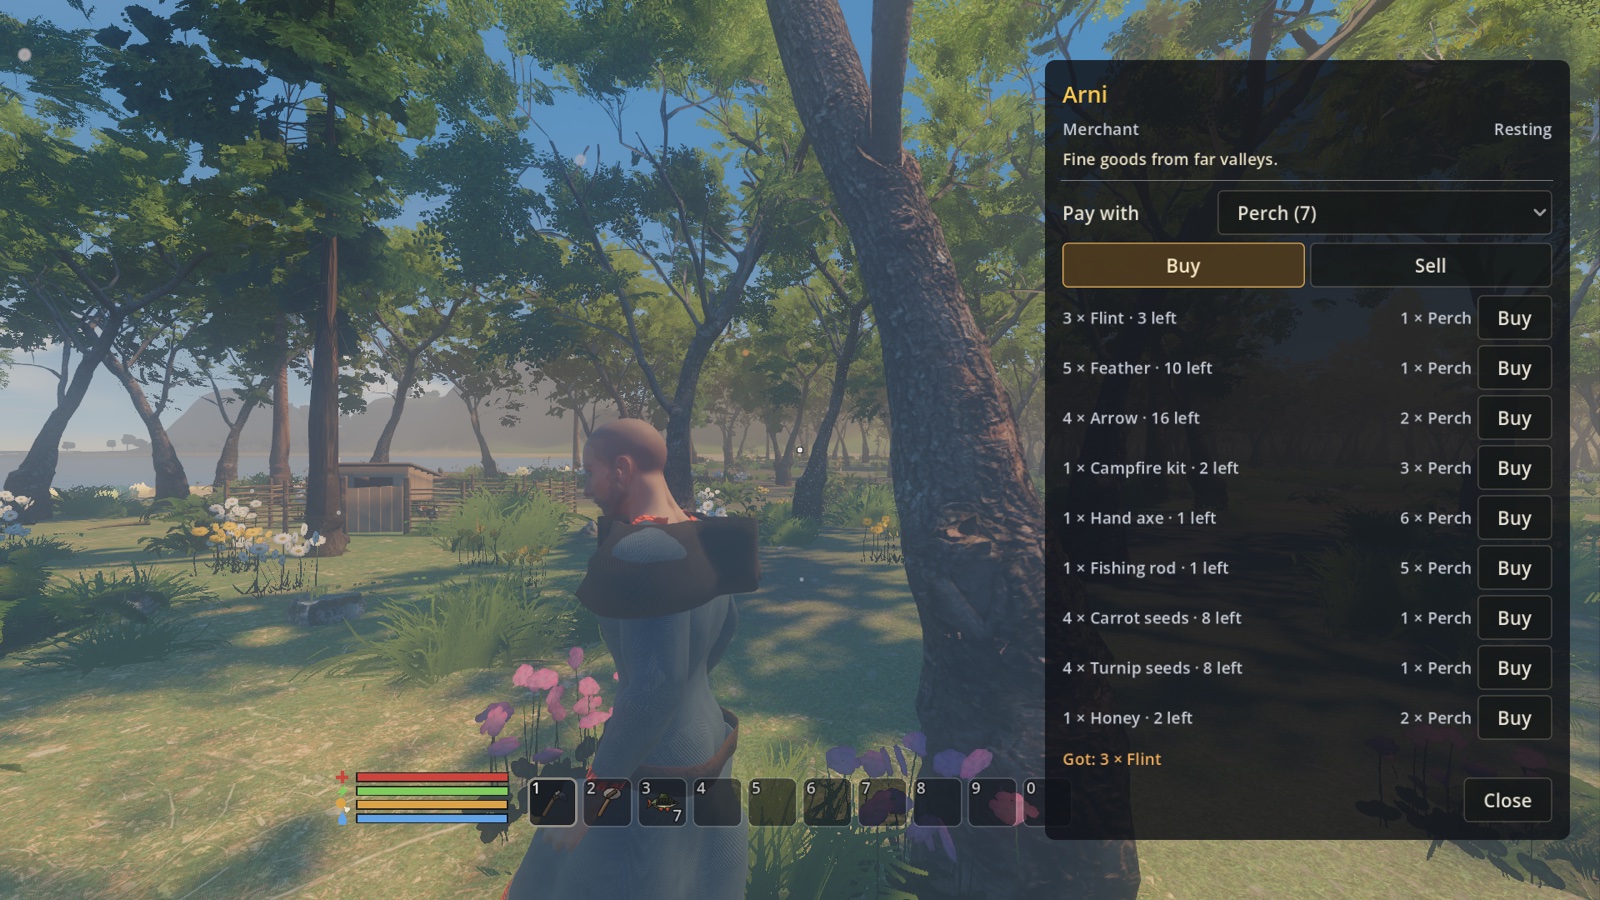 Arni
Merchant Resting
Fine goods from far valleys.
Pay with Perch (7)
Buy Sell
3 × Flint · 3 left 1 × Perch Buy
5 × Feather · 10 left 1 × Perch Buy
4 × Arrow · 16 left 2 × Perch Buy
1 × Campfire kit · 2 left 3 × Perch Buy
1 × Hand axe · 1 left 6 × Perch Buy
1 × Fishing rod · 1 left 5 × Perch Buy
4 × Carrot seeds · 8 left 1 × Perch Buy
4 × Turnip seeds · 8 left 1 × Perch Buy
1 × Honey · 2 left 2 × Perch Buy
Got: 3 × Flint
Close
1 2 3 4 5 6 7 8 9 0
7